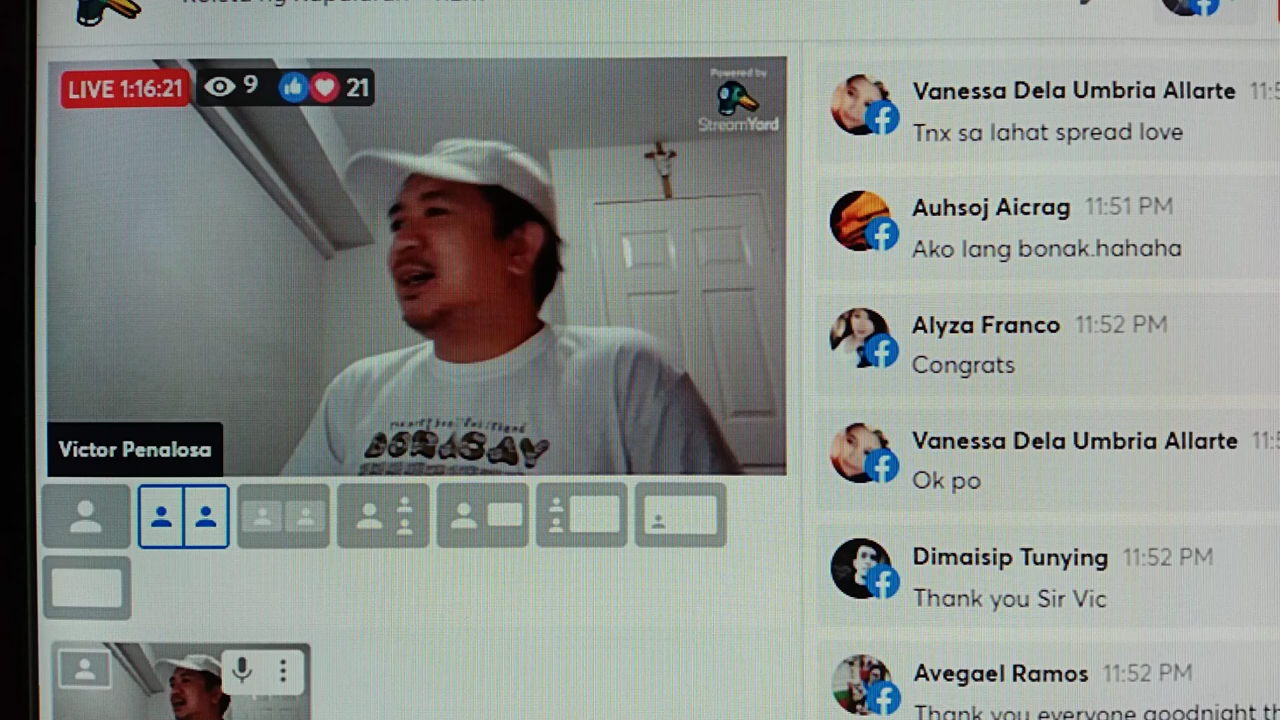 LIVE 1:16:21
9
21
Powered by
StreamYard
BORASAY
Victor Penalosa
Vanessa Dela Umbria Allarte
Tnx sa lahat spread love
Auhsoj Aicrag 11:51 PM
Ako lang bonak.hahaha
Alyza Franco 11:52 PM
Congrats
Vanessa Dela Umbria Allarte
Ok po
Dimaisip Tunying 11:52 PM
Thank you Sir Vic
Avegael Ramos 11:52 PM
Thank you everyone goodnight